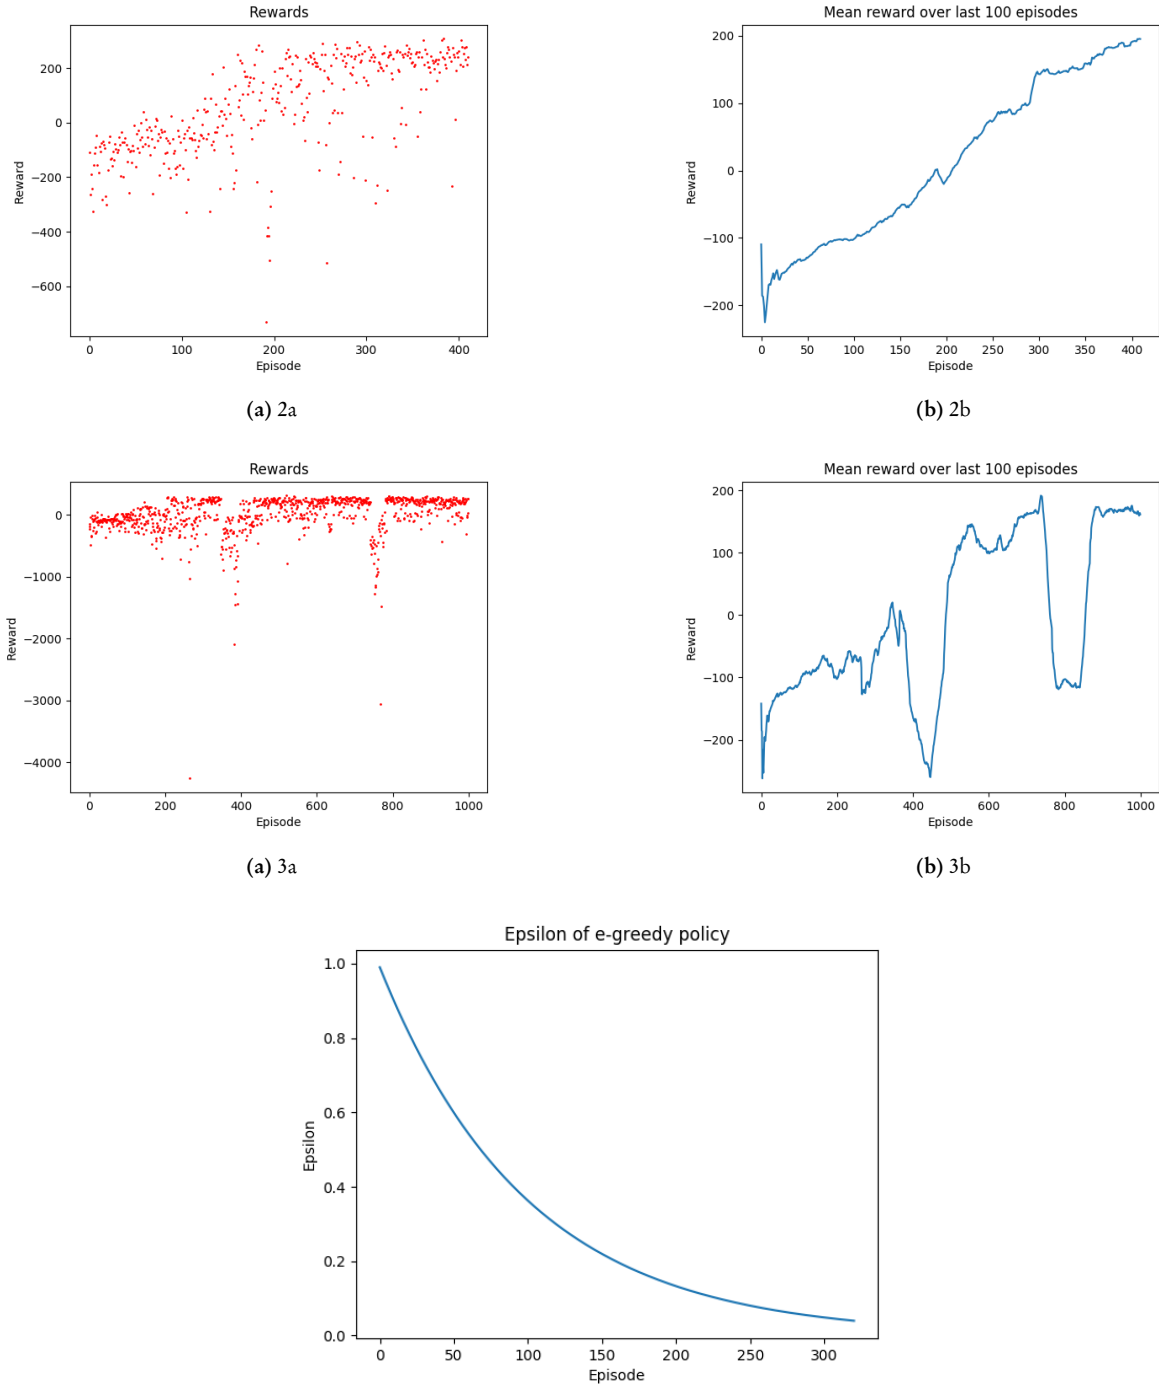 Rewards
Mean reward over last 100 episodes
Reward
200
0
−200
−400
−600
0 100 200 300 400
Episode
Reward
200
100
0
−100
−200
0 50 100 150 200 250 300 350 400
Episode
(a) 2a
(b) 2b
Rewards
Mean reward over last 100 episodes
Reward
0
−1000
−2000
−3000
−4000
0 200 400 600 800 1000
Episode
Reward
200
100
0
−100
−200
0 200 400 600 800 1000
Episode
(a) 3a
(b) 3b
Epsilon of e-greedy policy
Epsilon
1.0
0.8
0.6
0.4
0.2
0.0
0 50 100 150 200 250 300
Episode